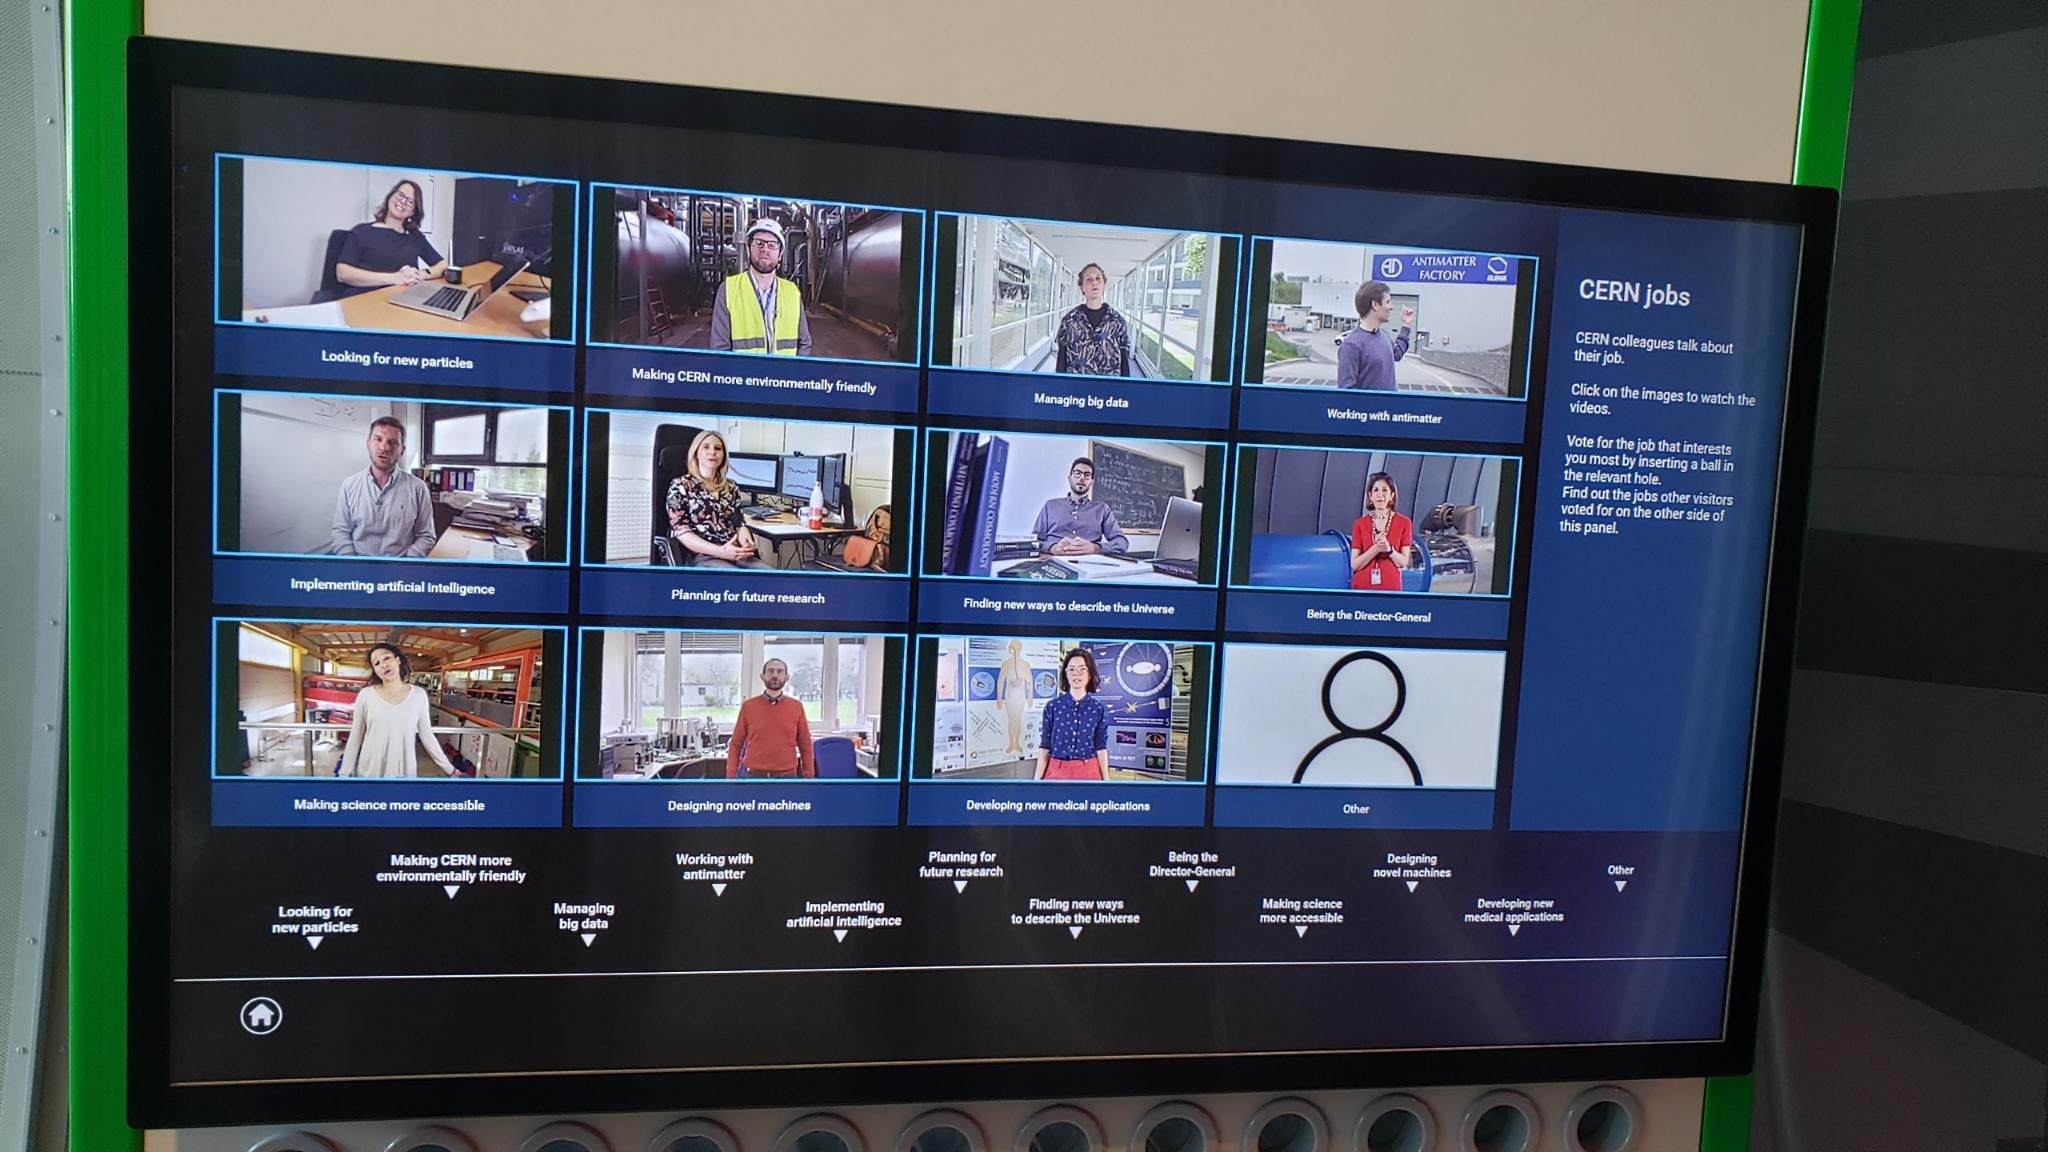 ATLAS
ANTIMATTER
FACTORY
ELENA
Looking for new particles
Making CERN more environmentally friendly
Managing big data
Working with antimatter
MODERN COSMOLOGY
Implementing artificial intelligence
Planning for future research
Finding new ways to describe the Universe
Being the Director-General
Making science more accessible
Designing novel machines
Developing new medical applications
Other
CERN jobs
CERN colleagues talk about
their job.
Click on the images to watch the
videos.
Vote for the job that interests
you most by inserting a ball in
the relevant hole.
Find out the jobs other visitors
voted for on the other side of
this panel.
Looking for
new particles
Making CERN more
environmentally friendly
Managing
big data
Working with
antimatter
Implementing
artificial intelligence
Planning for
future research
Finding new ways
to describe the Universe
Being the
Director-General
Making science
more accessible
Designing
novel machines
Developing new
medical applications
Other